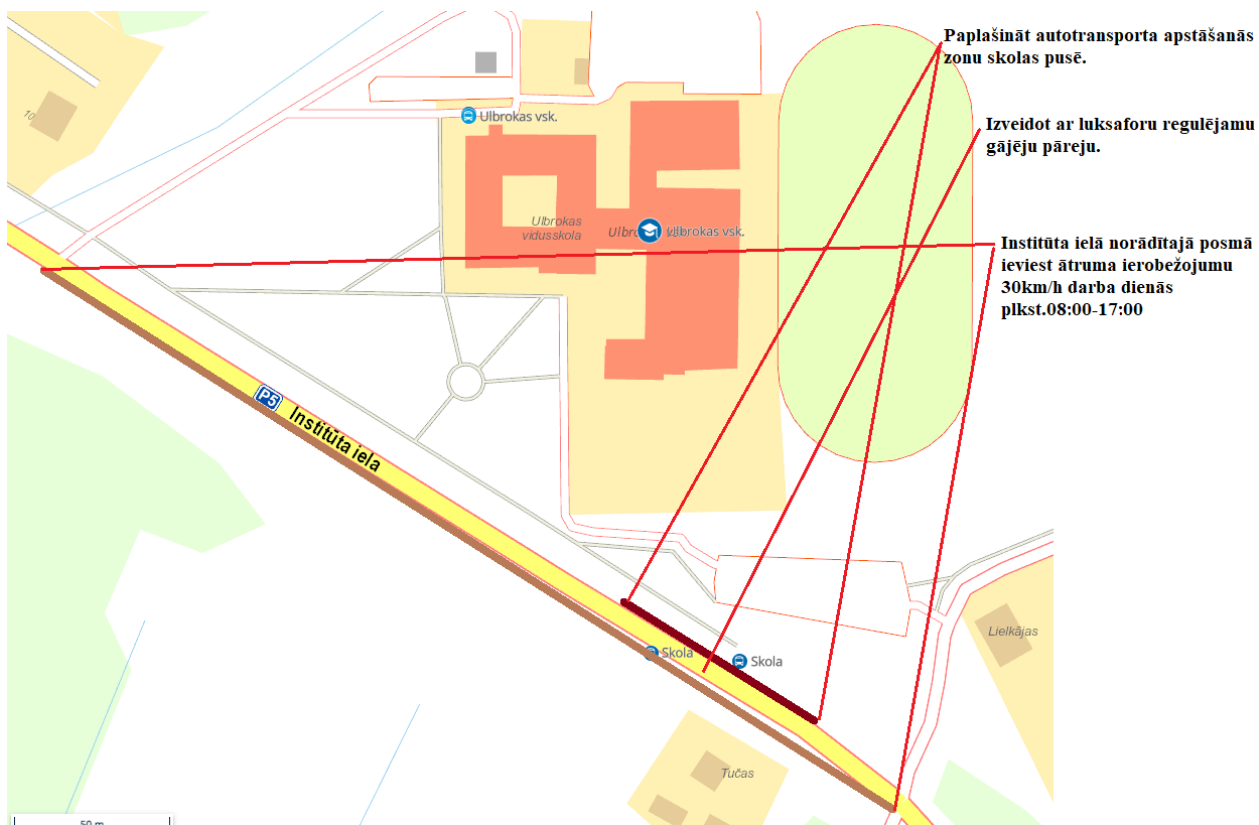 Paplašināt autotransporta apstāšanās
zonu skolas pusē.
10
Ulbrokas vsk.
Izveidot ar luksaforu regulējamu
gājēju pāreju.
Ulbrokas
vidusskola
Ulbrokas vsk.
Institūta ielā norādītajā posmā
ieviest ātruma ierobežojumu
30km/h darba dienās
plkst.08:00-17:00
P5
Institūta iela
Lielkājas
Skola
Skola
Tučas
50 m